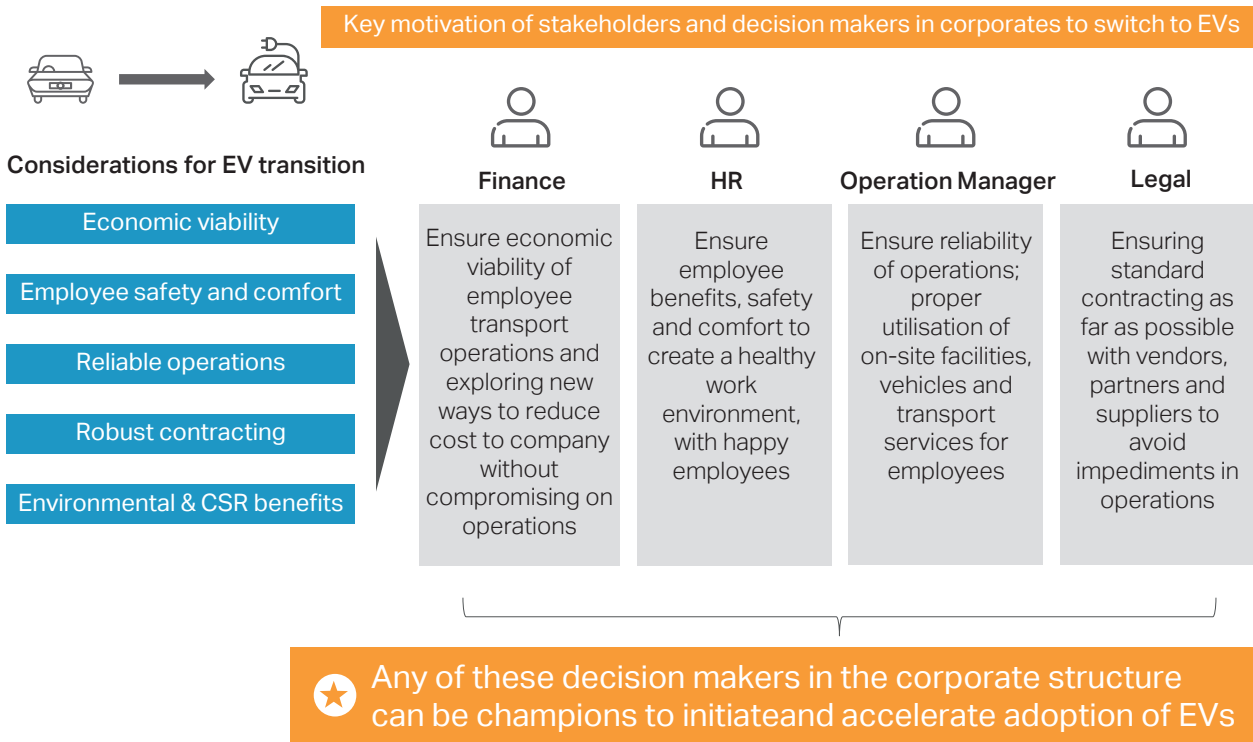 Key motivation of stakeholders and decision makers in corporates to switch to EVs
Considerations for EV transition
Economic viability
Employee safety and comfort
Reliable operations
Robust contracting
Environmental & CSR benefits
Finance
Ensure economic
viability of
employee
transport
operations and
exploring new
ways to reduce
cost to company
without
compromising on
operations
HR
Ensure
employee
benefits, safety
and comfort to
create a healthy
work
environment,
with happy
employees
Operation Manager
Ensure reliability
of operations;
proper
utilisation of
on-site facilities,
vehicles and
transport
services for
employees
Legal
Ensuring
standard
contracting as
far as possible
with vendors,
partners and
suppliers to
avoid
impediments in
operations
Any of these decision makers in the corporate structure
can be champions to initiateand accelerate adoption of EVs